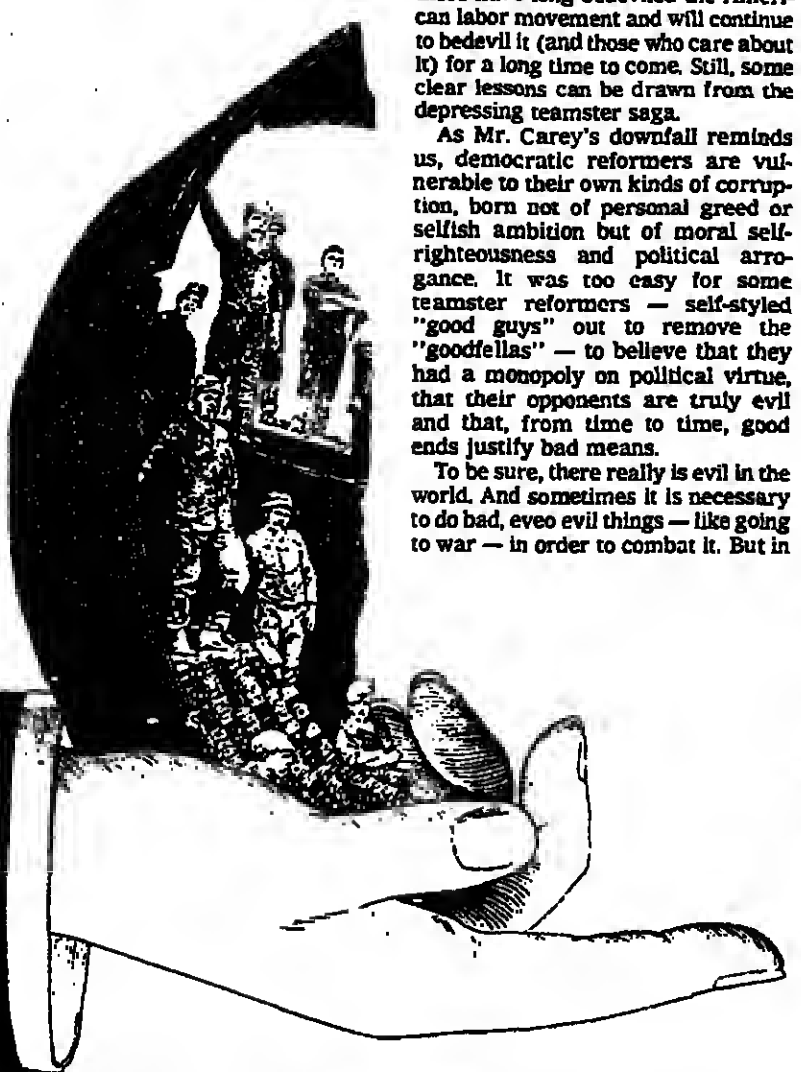 can labor movement and will continue
to bedevil it (and those who care about
it) for a long time to come. Still, some
clear lessons can be drawn from the
depressing teamster saga.
As Mr. Carey's downfall reminds
us, democratic reformers are vul-
nerable to their own kinds of corrup-
tion, born not of personal greed or
selfish ambition but of moral self-
righteousness and political arro-
gance. It was too easy for some
teamster reformers — self-styled
"good guys" out to remove the
"goodfellas" — to believe that they
had a monopoly on political virtue,
that their opponents are truly evil
and that, from time to time, good
ends justify bad means.
To be sure, there really is evil in the
world. And sometimes it is necessary
to do bad, eveo evil things — like going
to war — in order to combat it. But in